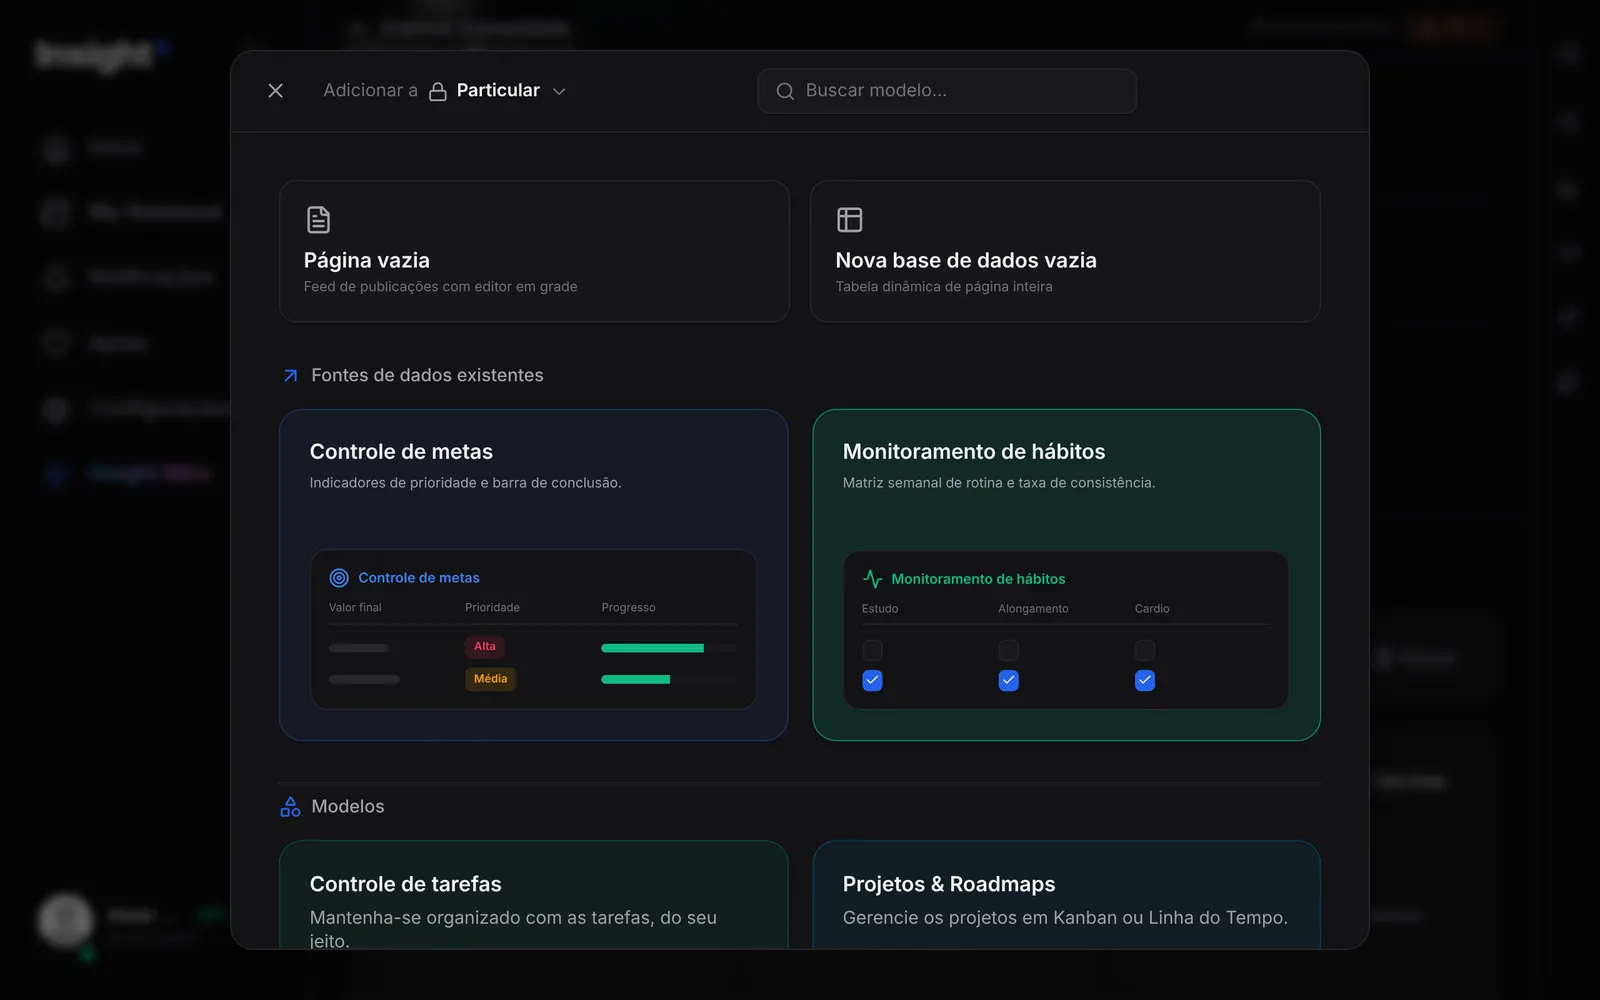 Insight
Adicionar a Particular
Buscar modelo...
Página vazia
Feed de publicações com editor em grade
Nova base de dados vazia
Tabela dinâmica de página inteira
Fontes de dados existentes
Controle de metas
Indicadores de prioridade e barra de conclusão.
Controle de metas
Valor final Prioridade Progresso
Alta
Média
Monitoramento de hábitos
Matriz semanal de rotina e taxa de consistência.
Monitoramento de hábitos
Estudo Alongamento Cardio
Modelos
Controle de tarefas
Mantenha-se organizado com as tarefas, do seu
jeito.
Projetos & Roadmaps
Gerencie os projetos em Kanban ou Linha do Tempo.